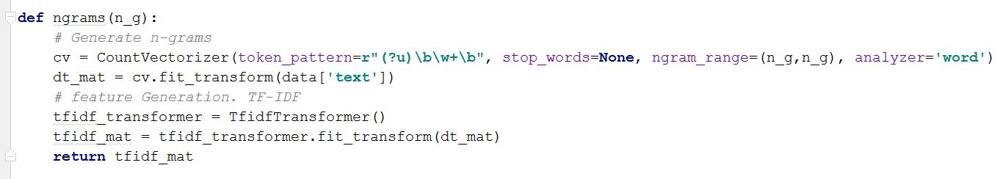 def ngrams(n_g):
    # Generate n-grams
    cv = CountVectorizer(token_pattern=r"(?u)\b\w+\b", stop_words=None, ngram_range=(n_g,n_g), analyzer='word')
    dt_mat = cv.fit_transform(data['text'])
    # feature Generation. TF-IDF
    tfidf_transformer = TfidfTransformer()
    tfidf_mat = tfidf_transformer.fit_transform(dt_mat)
    return tfidf_mat